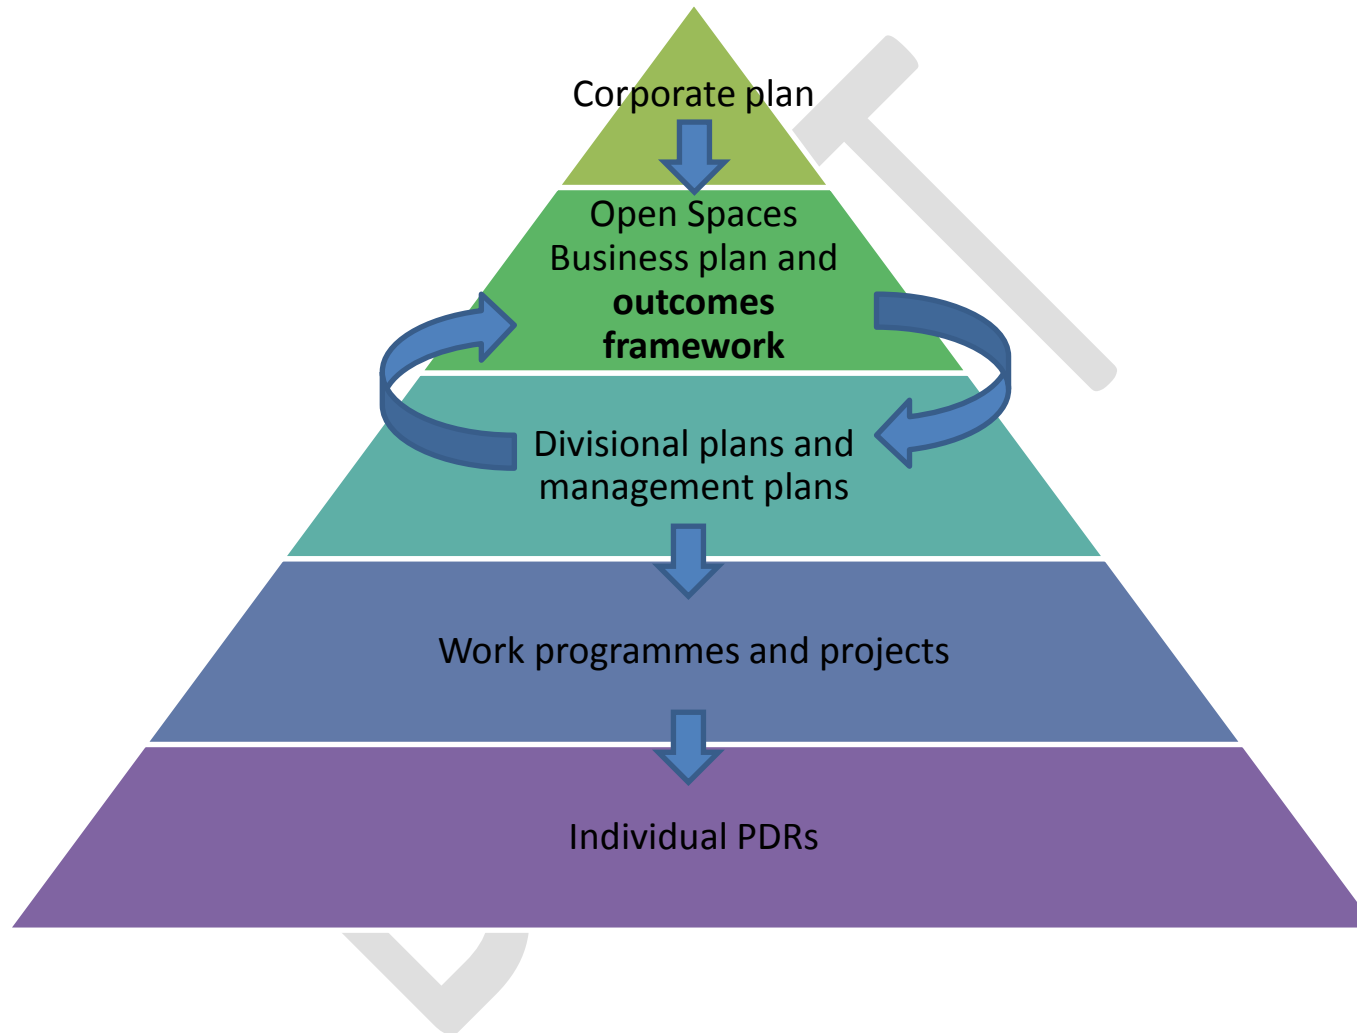 Corporate plan
Open Spaces
Business plan and
outcomes
framework
Divisional plans and
management plans
Work programmes and projects
Individual PDRs